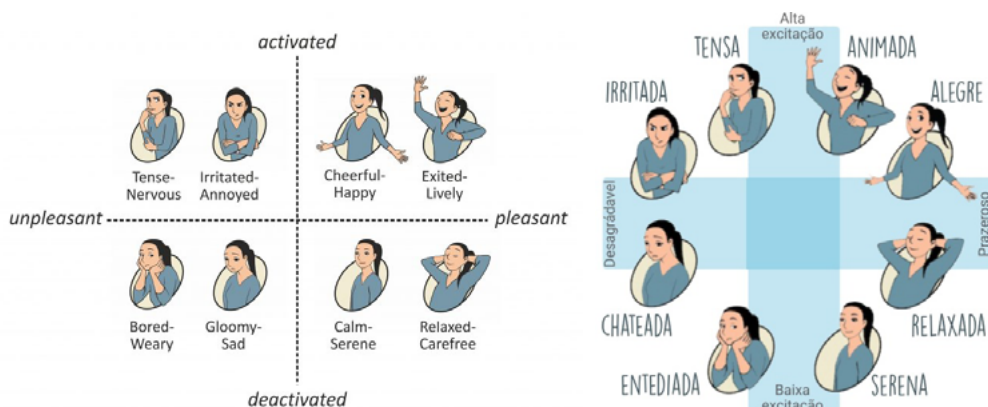 activated
Tense-
Nervous
Irritated-
Annoyed
Cheerful-
Happy
Exited-
Lively
unpleasant
pleasant
Bored-
Weary
Gloomy-
Sad
Calm-
Serene
Relaxed-
Carefree
deactivated
Alta
excitação
TENSA
ANIMADA
IRRITADA
ALEGRE
Desagrádavel
Prazeroso
CHATEADA
RELAXADA
ENTEDIADA
SERENA
Baixa
excitação